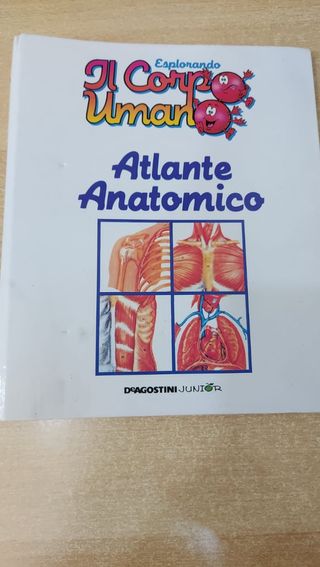 Esplorando
Il Corpo
Umano
Atlante
Anatomico
DeAGOSTINI JUNIOR